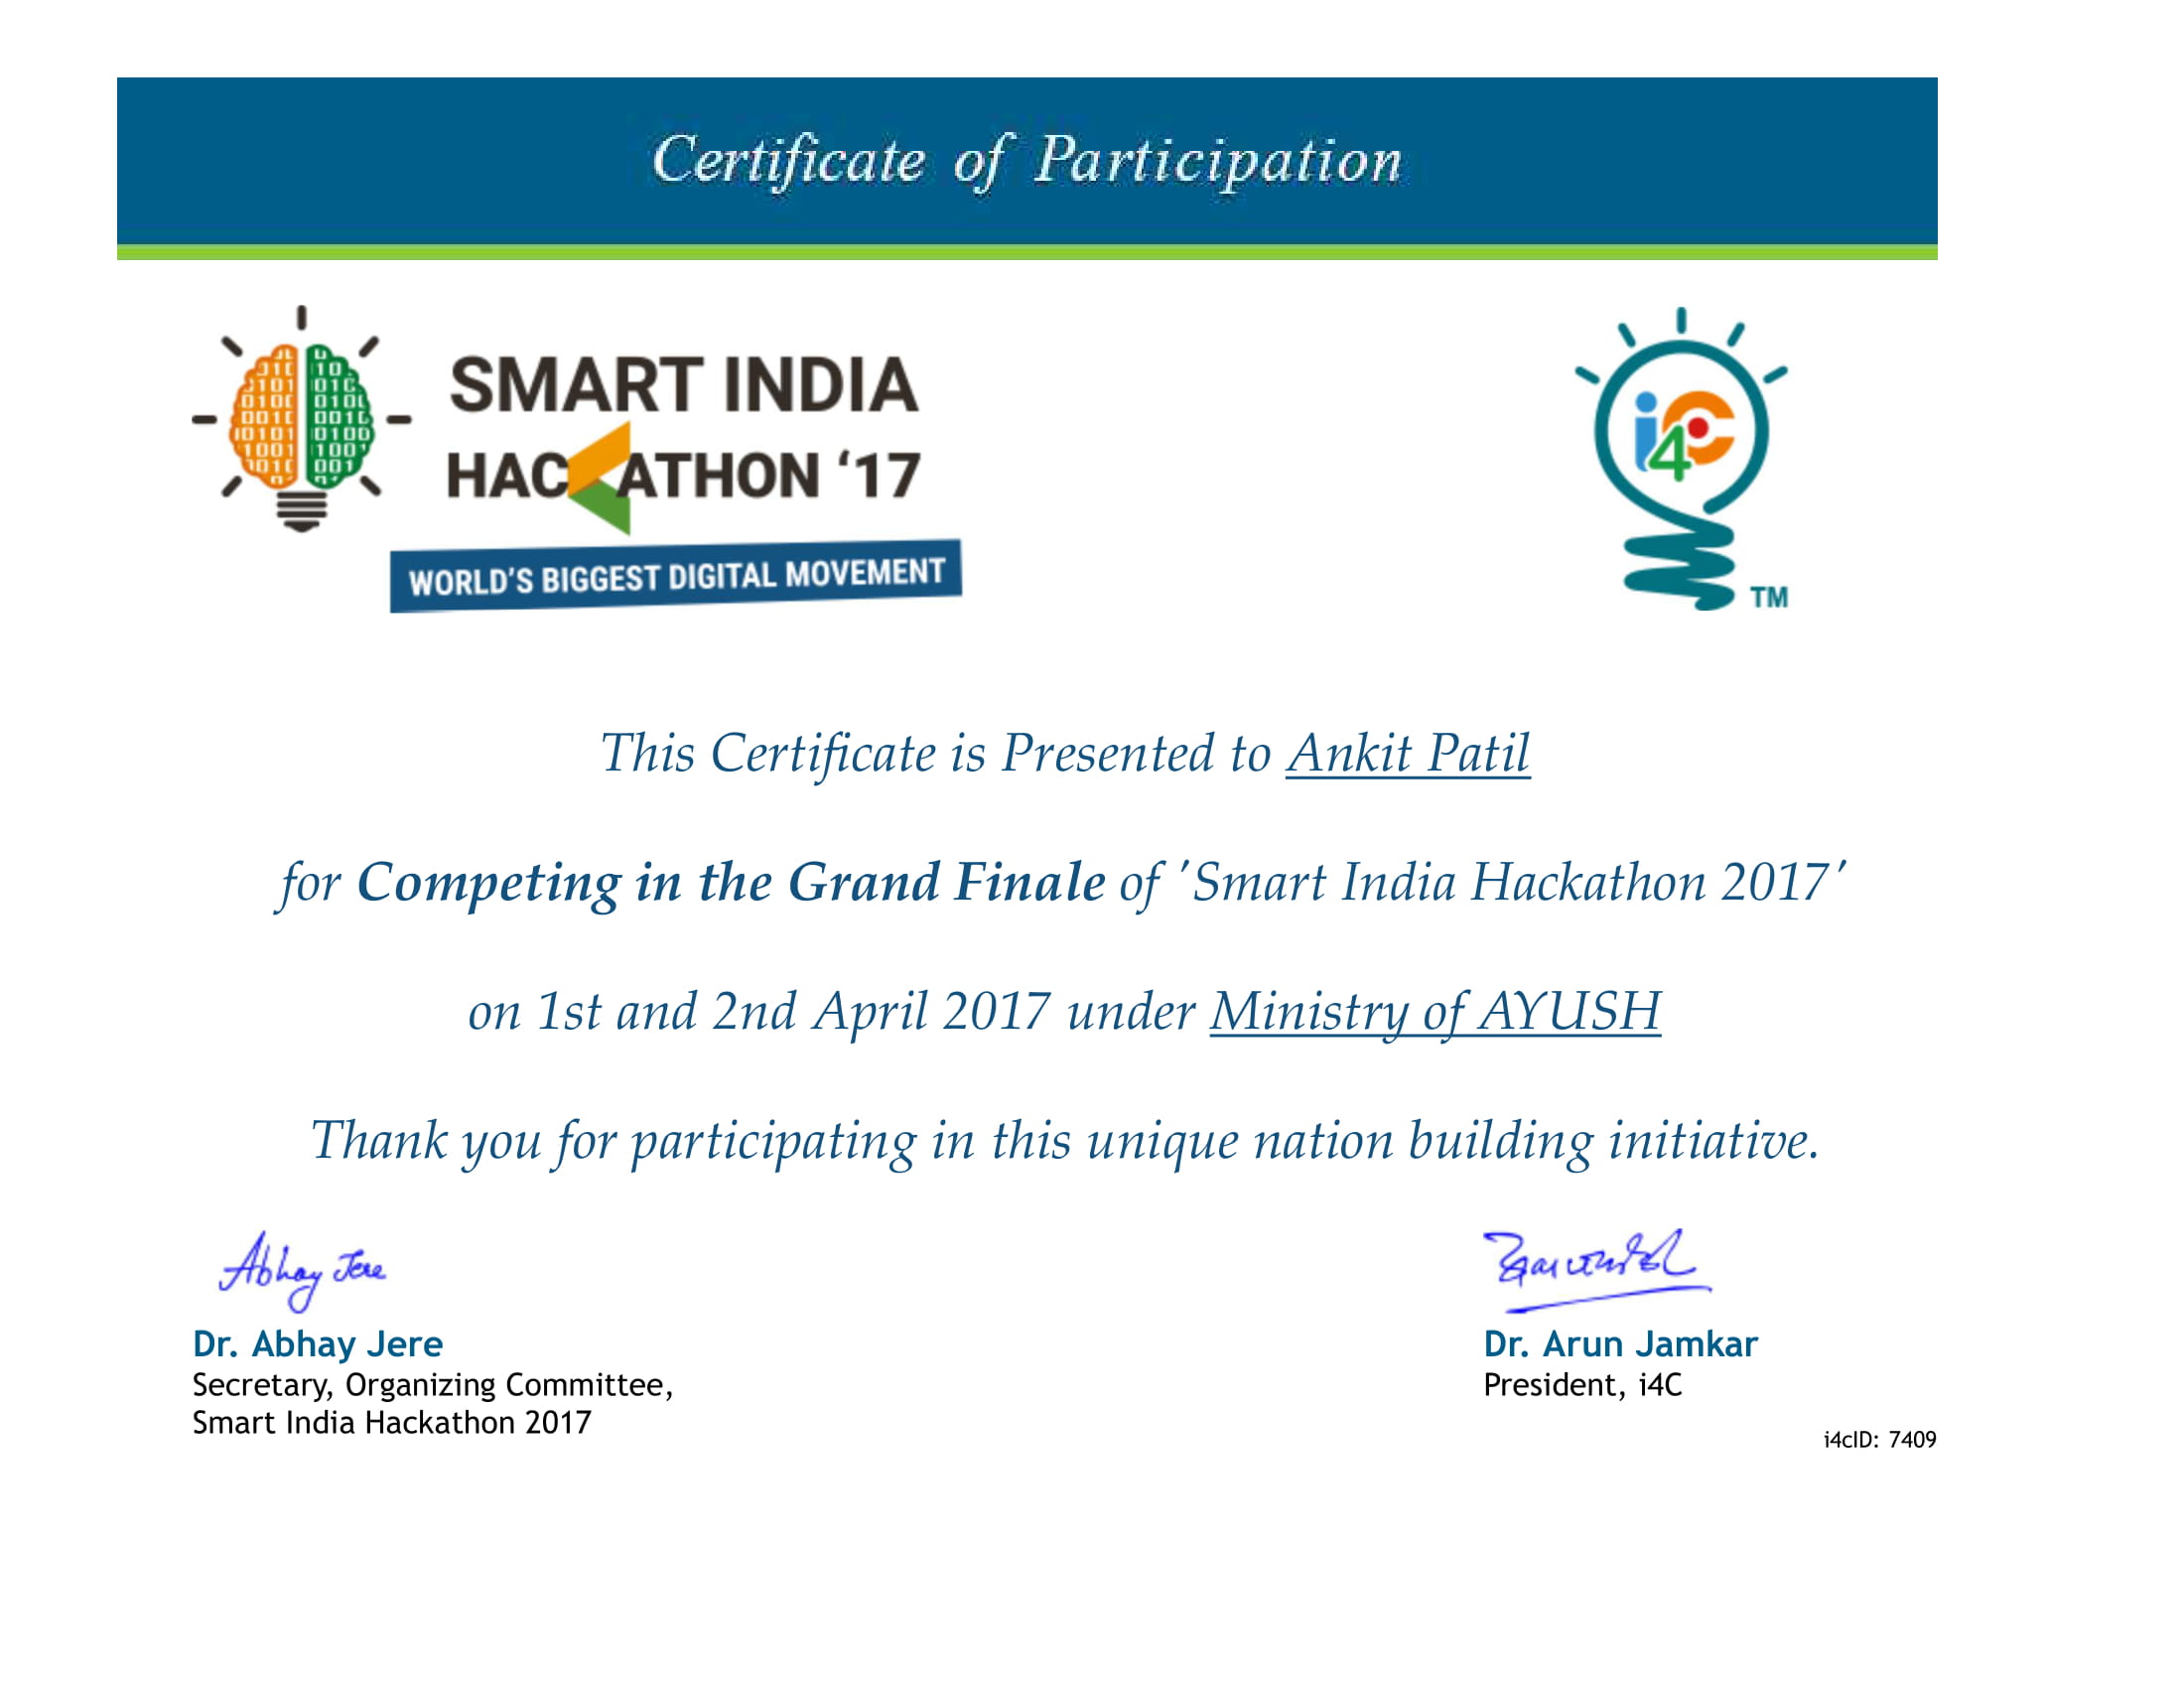 Certificate of Participation
SMART INDIA
HACKATHON ‘17
WORLD’S BIGGEST DIGITAL MOVEMENT
i4C
TM
This Certificate is Presented to Ankit Patil
for Competing in the Grand Finale of 'Smart India Hackathon 2017'
on 1st and 2nd April 2017 under Ministry of AYUSH
Thank you for participating in this unique nation building initiative.
Abhay Jere
Dr. Abhay Jere
Secretary, Organizing Committee,
Smart India Hackathon 2017
Dr. Arun Jamkar
President, i4C
i4cID: 7409